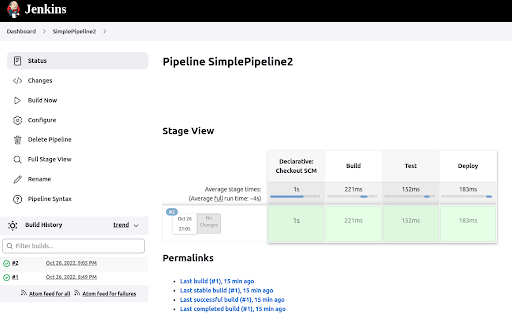 Jenkins
Dashboard > SimplePipeline2 >
Status
Changes
Build Now
Configure
Delete Pipeline
Full Stage View
Rename
Pipeline Syntax
Build History trend
Filter builds...
#2 Oct 26, 2022, 9:05 PM
#1 Oct 26, 2022, 8:49 PM
Atom feed for all Atom feed for failures
Pipeline SimplePipeline2
Stage View
Declarative:
Checkout SCM Build Test Deploy
Average stage times: 1s 221ms 152ms 183ms
(Average full run time: ~4s)
#2
Oct 26
21:05
No
Changes
1s 221ms 152ms 183ms
Permalinks
Last build (#1), 15 min ago
Last stable build (#1), 15 min ago
Last successful build (#1), 15 min ago
Last completed build (#1), 15 min ago